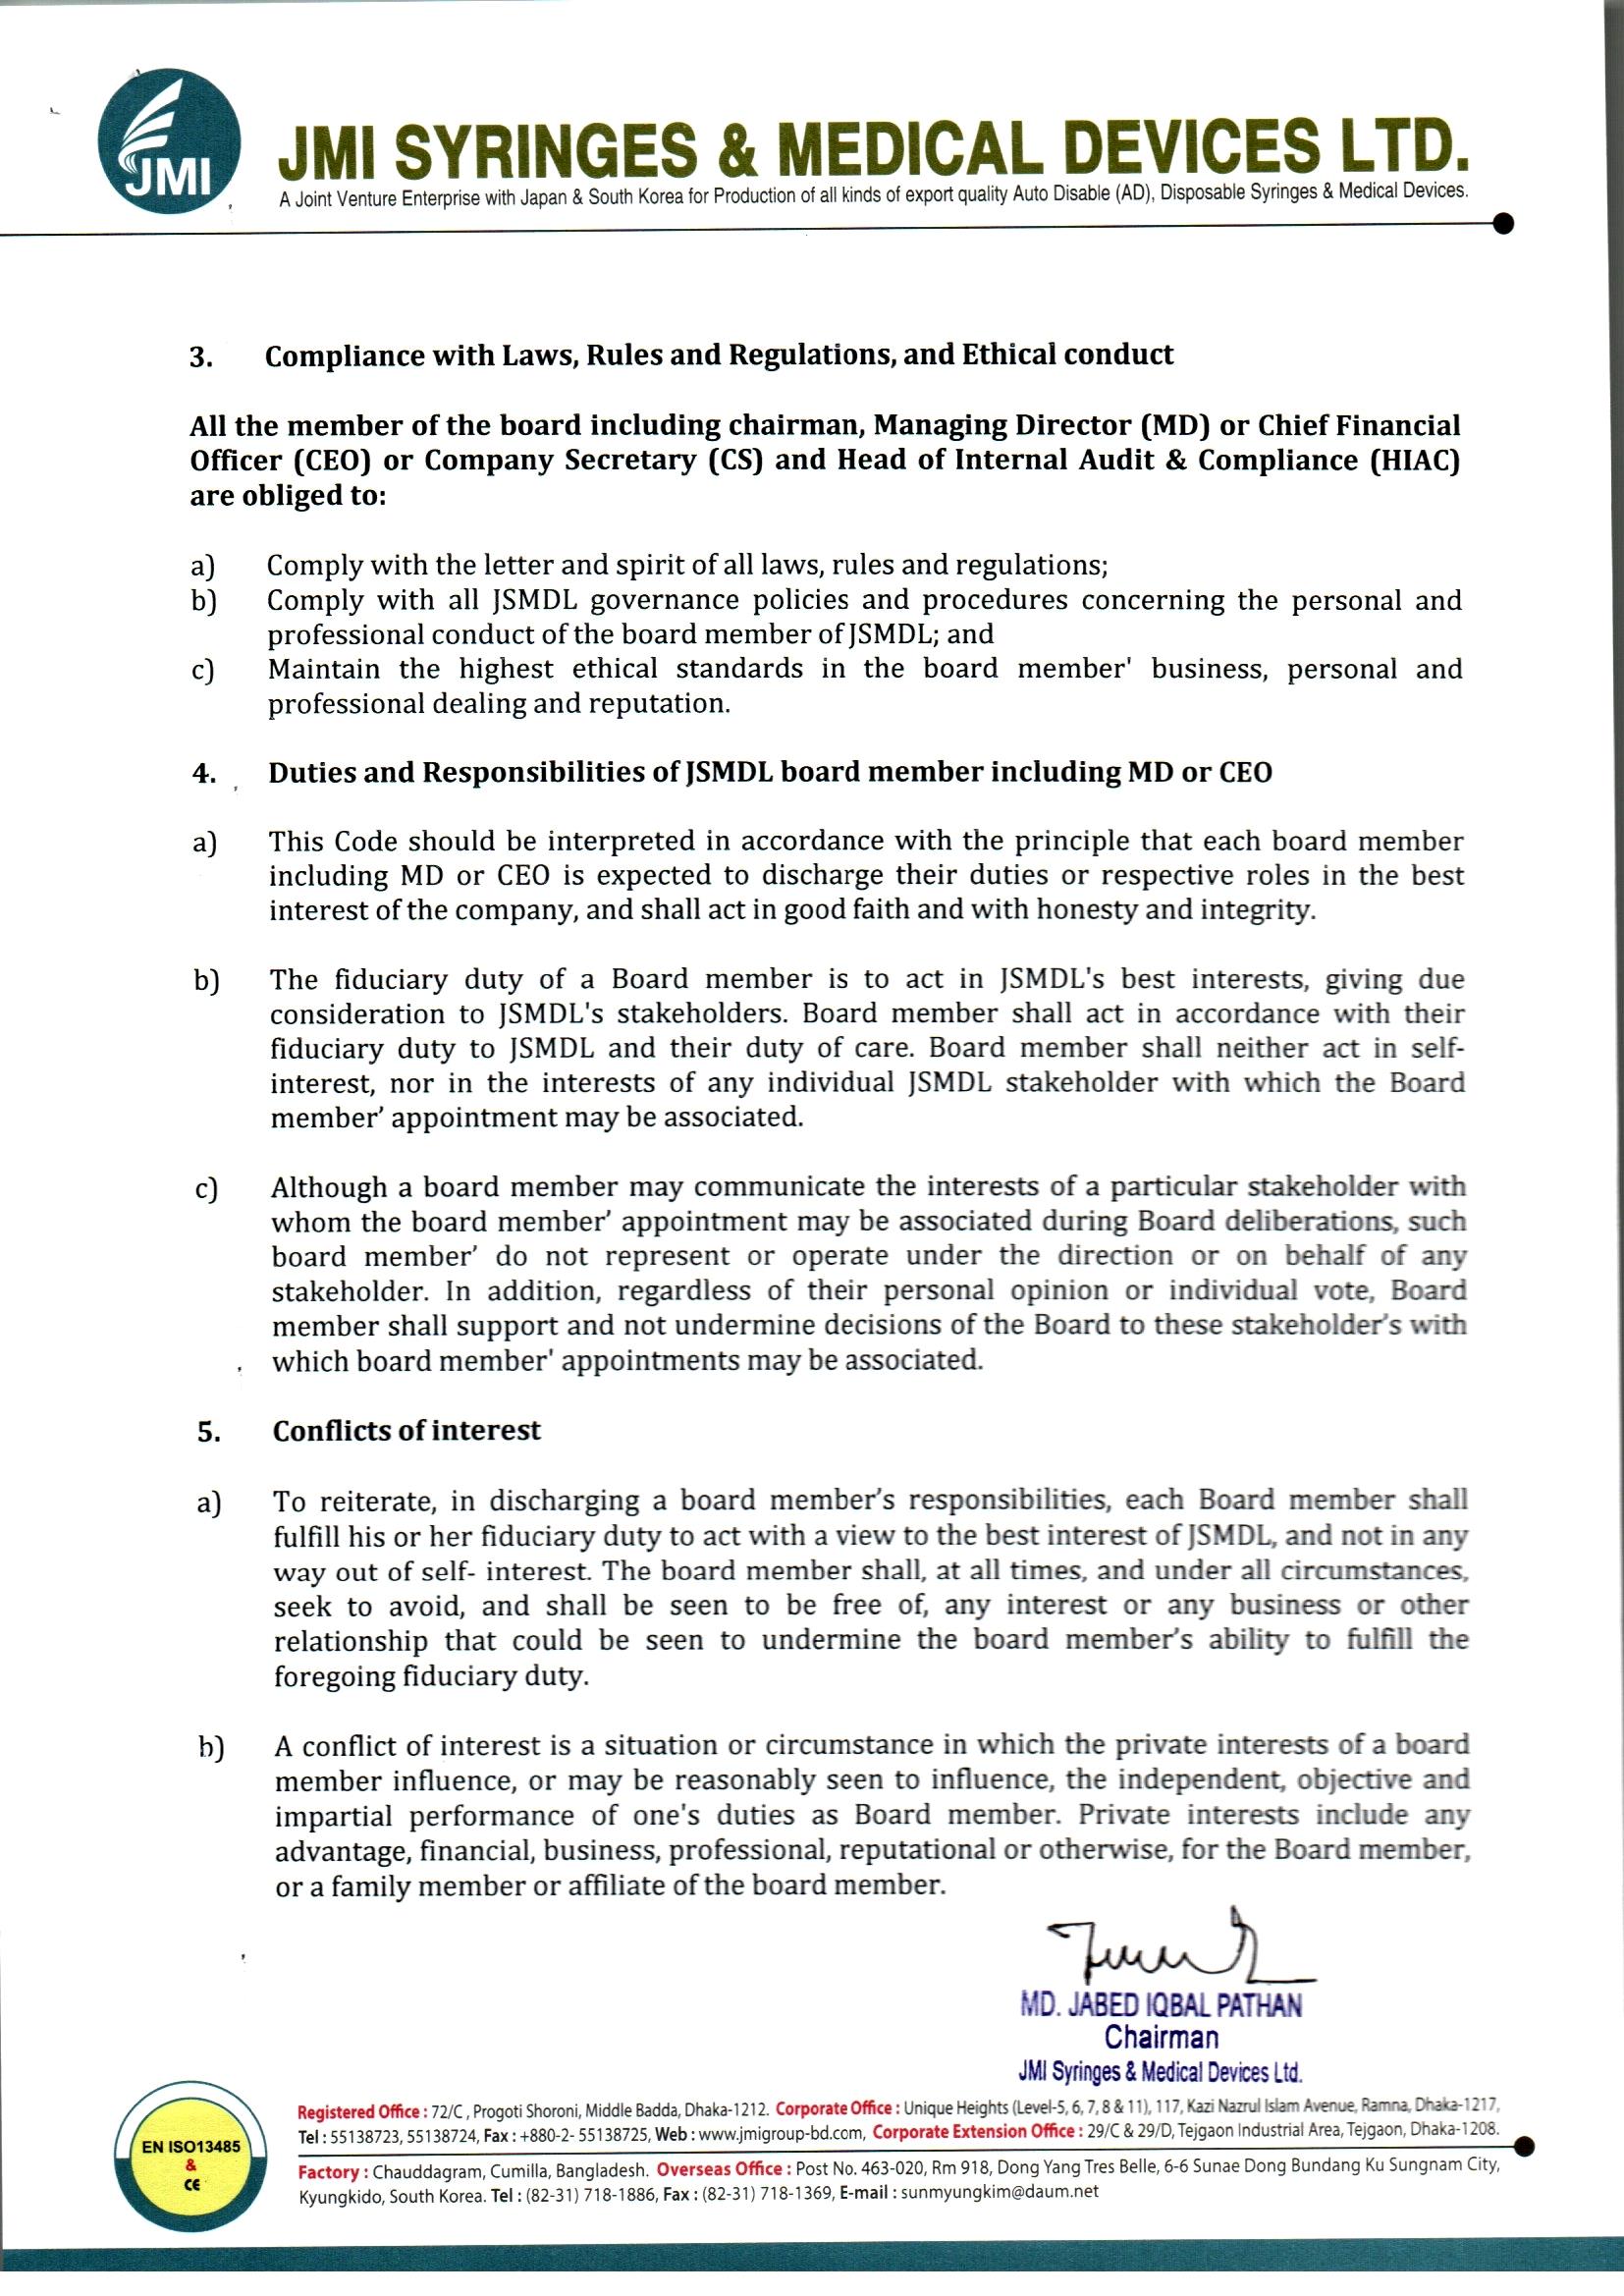 JMI
JMI SYRINGES & MEDICAL DEVICES LTD.
A Joint Venture Enterprise with Japan & South Korea for Production of all kinds of export quality Auto Disable (AD), Disposable Syringes & Medical Devices.
3. Compliance with Laws, Rules and Regulations, and Ethical conduct
All the member of the board including chairman, Managing Director (MD) or Chief Financial
Officer (CEO) or Company Secretary (CS) and Head of Internal Audit & Compliance (HIAC)
are obliged to:
a) Comply with the letter and spirit of all laws, rules and regulations;
b) Comply with all JSMDL governance policies and procedures concerning the personal and
professional conduct of the board member of JSMDL; and
c) Maintain the highest ethical standards in the board member' business, personal and
professional dealing and reputation.
4. Duties and Responsibilities of JSMDL board member including MD or CEO
a) This Code should be interpreted in accordance with the principle that each board member
including MD or CEO is expected to discharge their duties or respective roles in the best
interest of the company, and shall act in good faith and with honesty and integrity.
b) The fiduciary duty of a Board member is to act in JSMDL's best interests, giving due
consideration to JSMDL's stakeholders. Board member shall act in accordance with their
fiduciary duty to JSMDL and their duty of care. Board member shall neither act in self-
interest, nor in the interests of any individual JSMDL stakeholder with which the Board
member’ appointment may be associated.
c) Although a board member may communicate the interests of a particular stakeholder with
whom the board member’ appointment may be associated during Board deliberations, such
board member’ do not represent or operate under the direction or on behalf of any
stakeholder. In addition, regardless of their personal opinion or individual vote, Board
member shall support and not undermine decisions of the Board to these stakeholder’s with
which board member' appointments may be associated.
5. Conflicts of interest
a) To reiterate, in discharging a board member’s responsibilities, each Board member shall
fulfill his or her fiduciary duty to act with a view to the best interest of JSMDL, and not in any
way out of self- interest. The board member shall, at all times, and under all circumstances,
seek to avoid, and shall be seen to be free of, any interest or any business or other
relationship that could be seen to undermine the board member’s ability to fulfill the
foregoing fiduciary duty.
b) A conflict of interest is a situation or circumstance in which the private interests of a board
member influence, or may be reasonably seen to influence, the independent, objective and
impartial performance of one's duties as Board member. Private interests include any
advantage, financial, business, professional, reputational or otherwise, for the Board member,
or a family member or affiliate of the board member.
MD. JABED IQBAL PATHAN
Chairman
JMI Syringes & Medical Devices Ltd.
EN ISO13485
&
CE
Registered Office : 72/C , Progoti Shoroni, Middle Badda, Dhaka-1212. Corporate Office : Unique Heights (Level-5, 6, 7, 8 & 11), 117, Kazi Nazrul Islam Avenue, Ramna, Dhaka-1217,
Tel : 55138723, 55138724, Fax : +880-2- 55138725, Web : www.jmigroup-bd.com, Corporate Extension Office : 29/C & 29/D, Tejgaon Industrial Area, Tejgaon, Dhaka-1208.
Factory : Chauddagram, Cumilla, Bangladesh. Overseas Office : Post No. 463-020, Rm 918, Dong Yang Tres Belle, 6-6 Sunae Dong Bundang Ku Sungnam City,
Kyungkido, South Korea. Tel : (82-31) 718-1886, Fax : (82-31) 718-1369, E-mail : sunmyungkim@daum.net